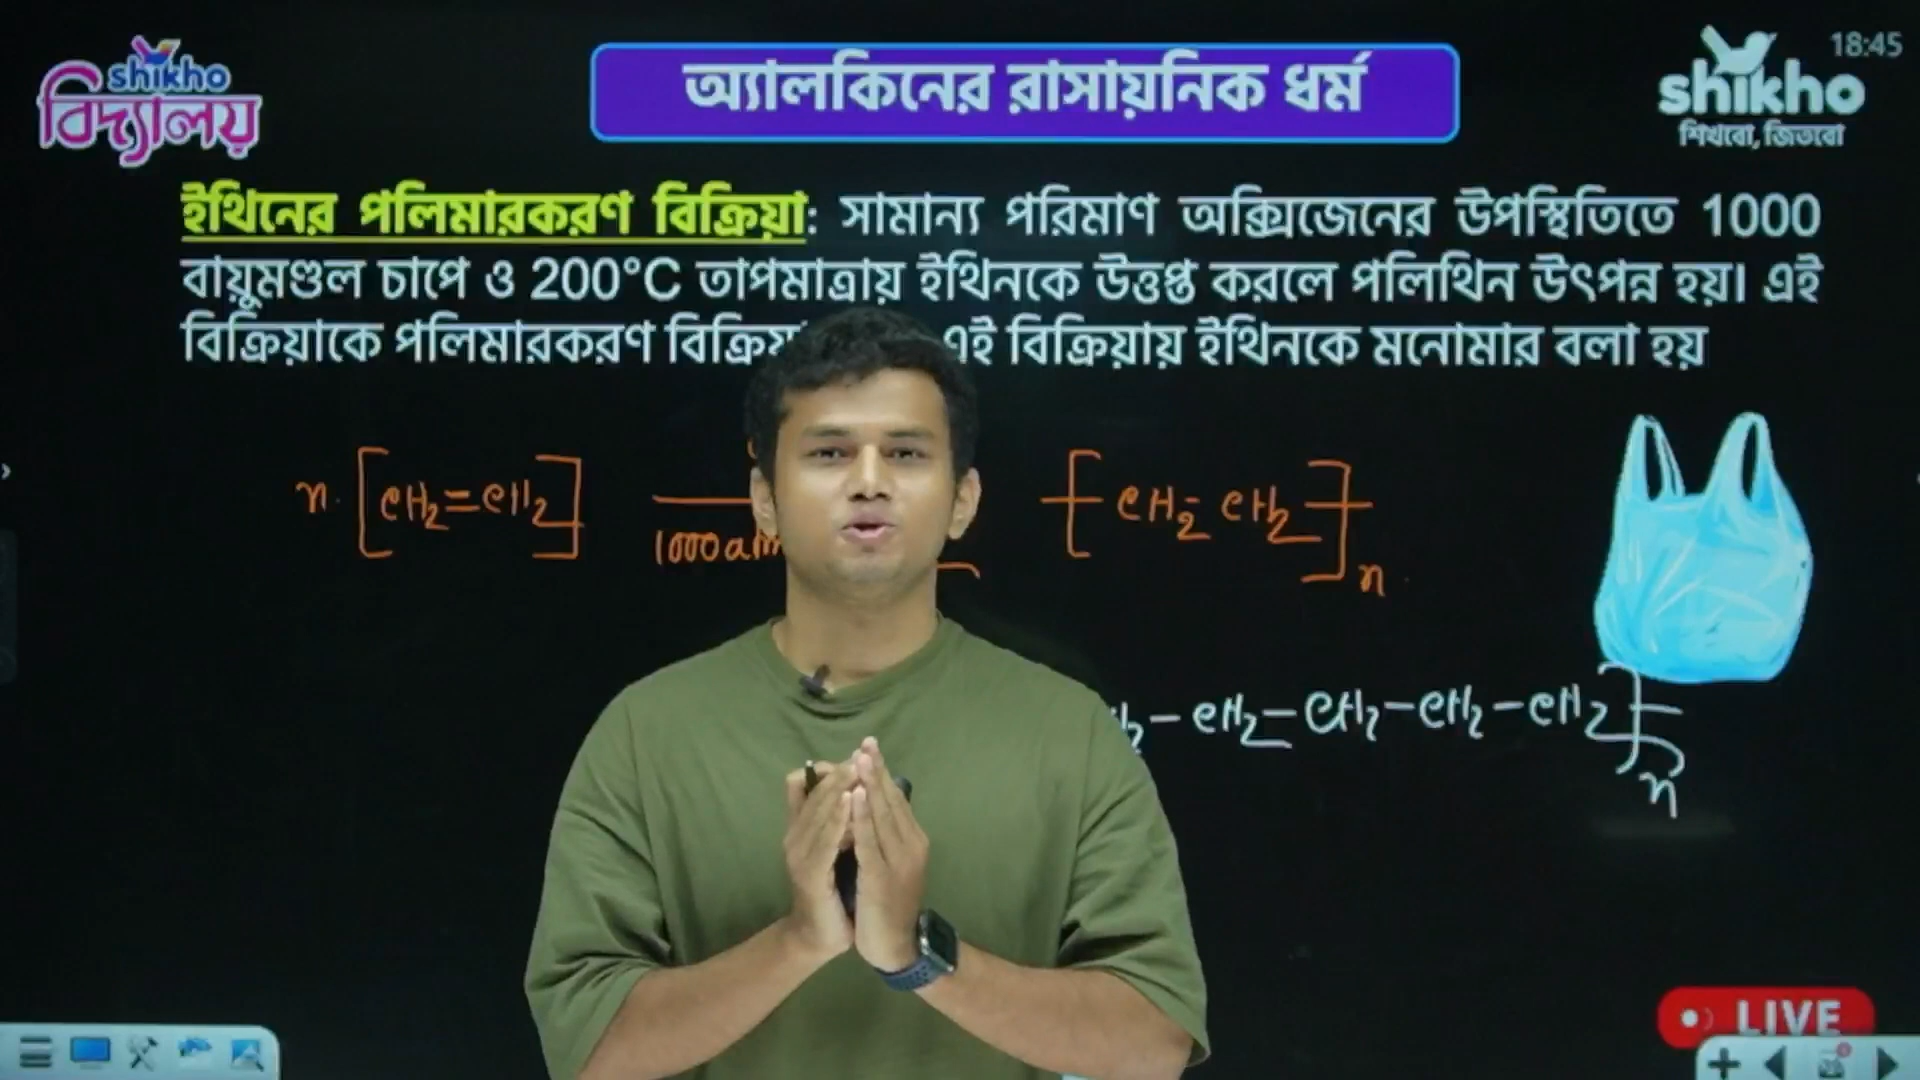 shikho
বিদ্যালয়
অ্যালকিনের রাসায়নিক ধর্ম
18:45
shikho
শিখবো, জিতবো
ইথিনের পলিমারকরণ বিক্রিয়া: সামান্য পরিমাণ অক্সিজেনের উপস্থিতিতে 1000
বায়ুমণ্ডল চাপে ও 200°C তাপমাত্রায় ইথিনকে উত্তপ্ত করলে পলিথিন উৎপন্ন হয়। এই
বিক্রিয়াকে পলিমারকরণ এই বিক্রিয়ায় ইথিনকে মনোমার বলা হয়
n [CH₂=CH₂] [CH₂-CH₂]n
1000 atm
-CH₂-CH₂-CH₂-CH₂]n
LIVE